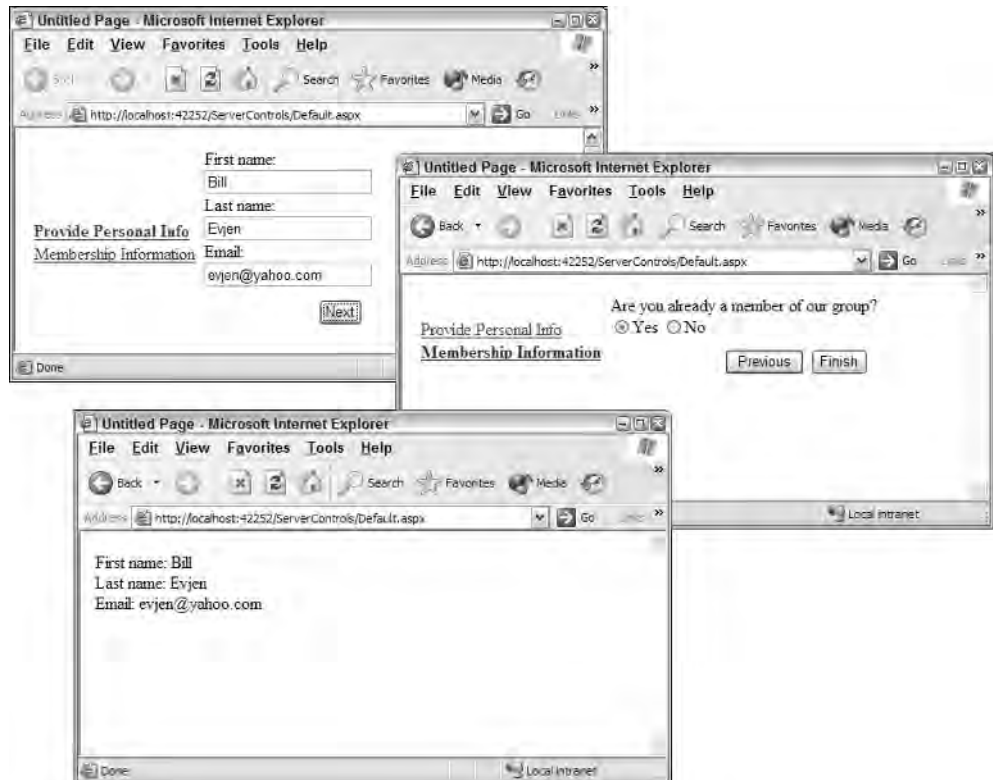 Untitled Page - Microsoft Internet Explorer
File Edit View Favorites Tools Help
Search Favorites Media
Address http://localhost:42252/ServerControls/Default.aspx Go Links
First name:
Bill
Last name:
Provide Personal Info Evjen
Membership Information Email:
evjen@yahoo.com
Next
Done
Untitled Page - Microsoft Internet Explorer
File Edit View Favorites Tools Help
Back Search Favorites Media
Address http://localhost:42252/ServerControls/Default.aspx Go Links
Are you already a member of our group?
Provide Personal Info Yes No
Membership Information
Previous Finish
Local intranet
Untitled Page - Microsoft Internet Explorer
File Edit View Favorites Tools Help
Back Search Favorites Media
Address http://localhost:42252/ServerControls/Default.aspx Go
First name: Bill
Last name: Evjen
Email: evjen@yahoo.com
Done Local intranet